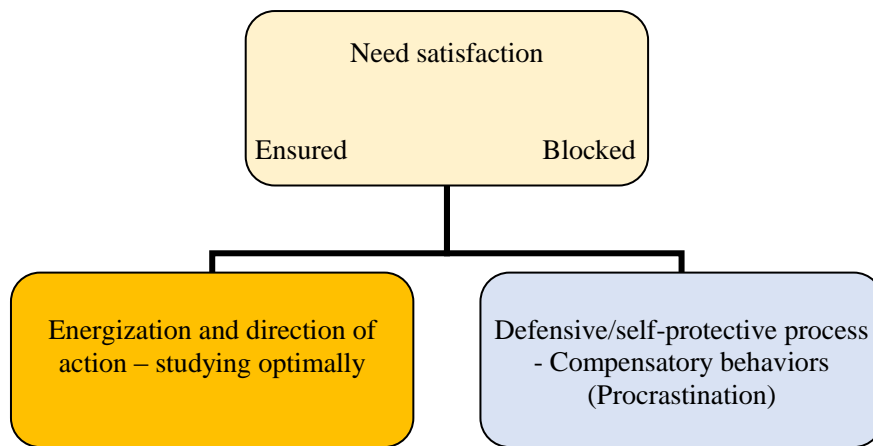 Need satisfaction
Ensured Blocked
Energization and direction of
action – studying optimally
Defensive/self-protective process
- Compensatory behaviors
(Procrastination)